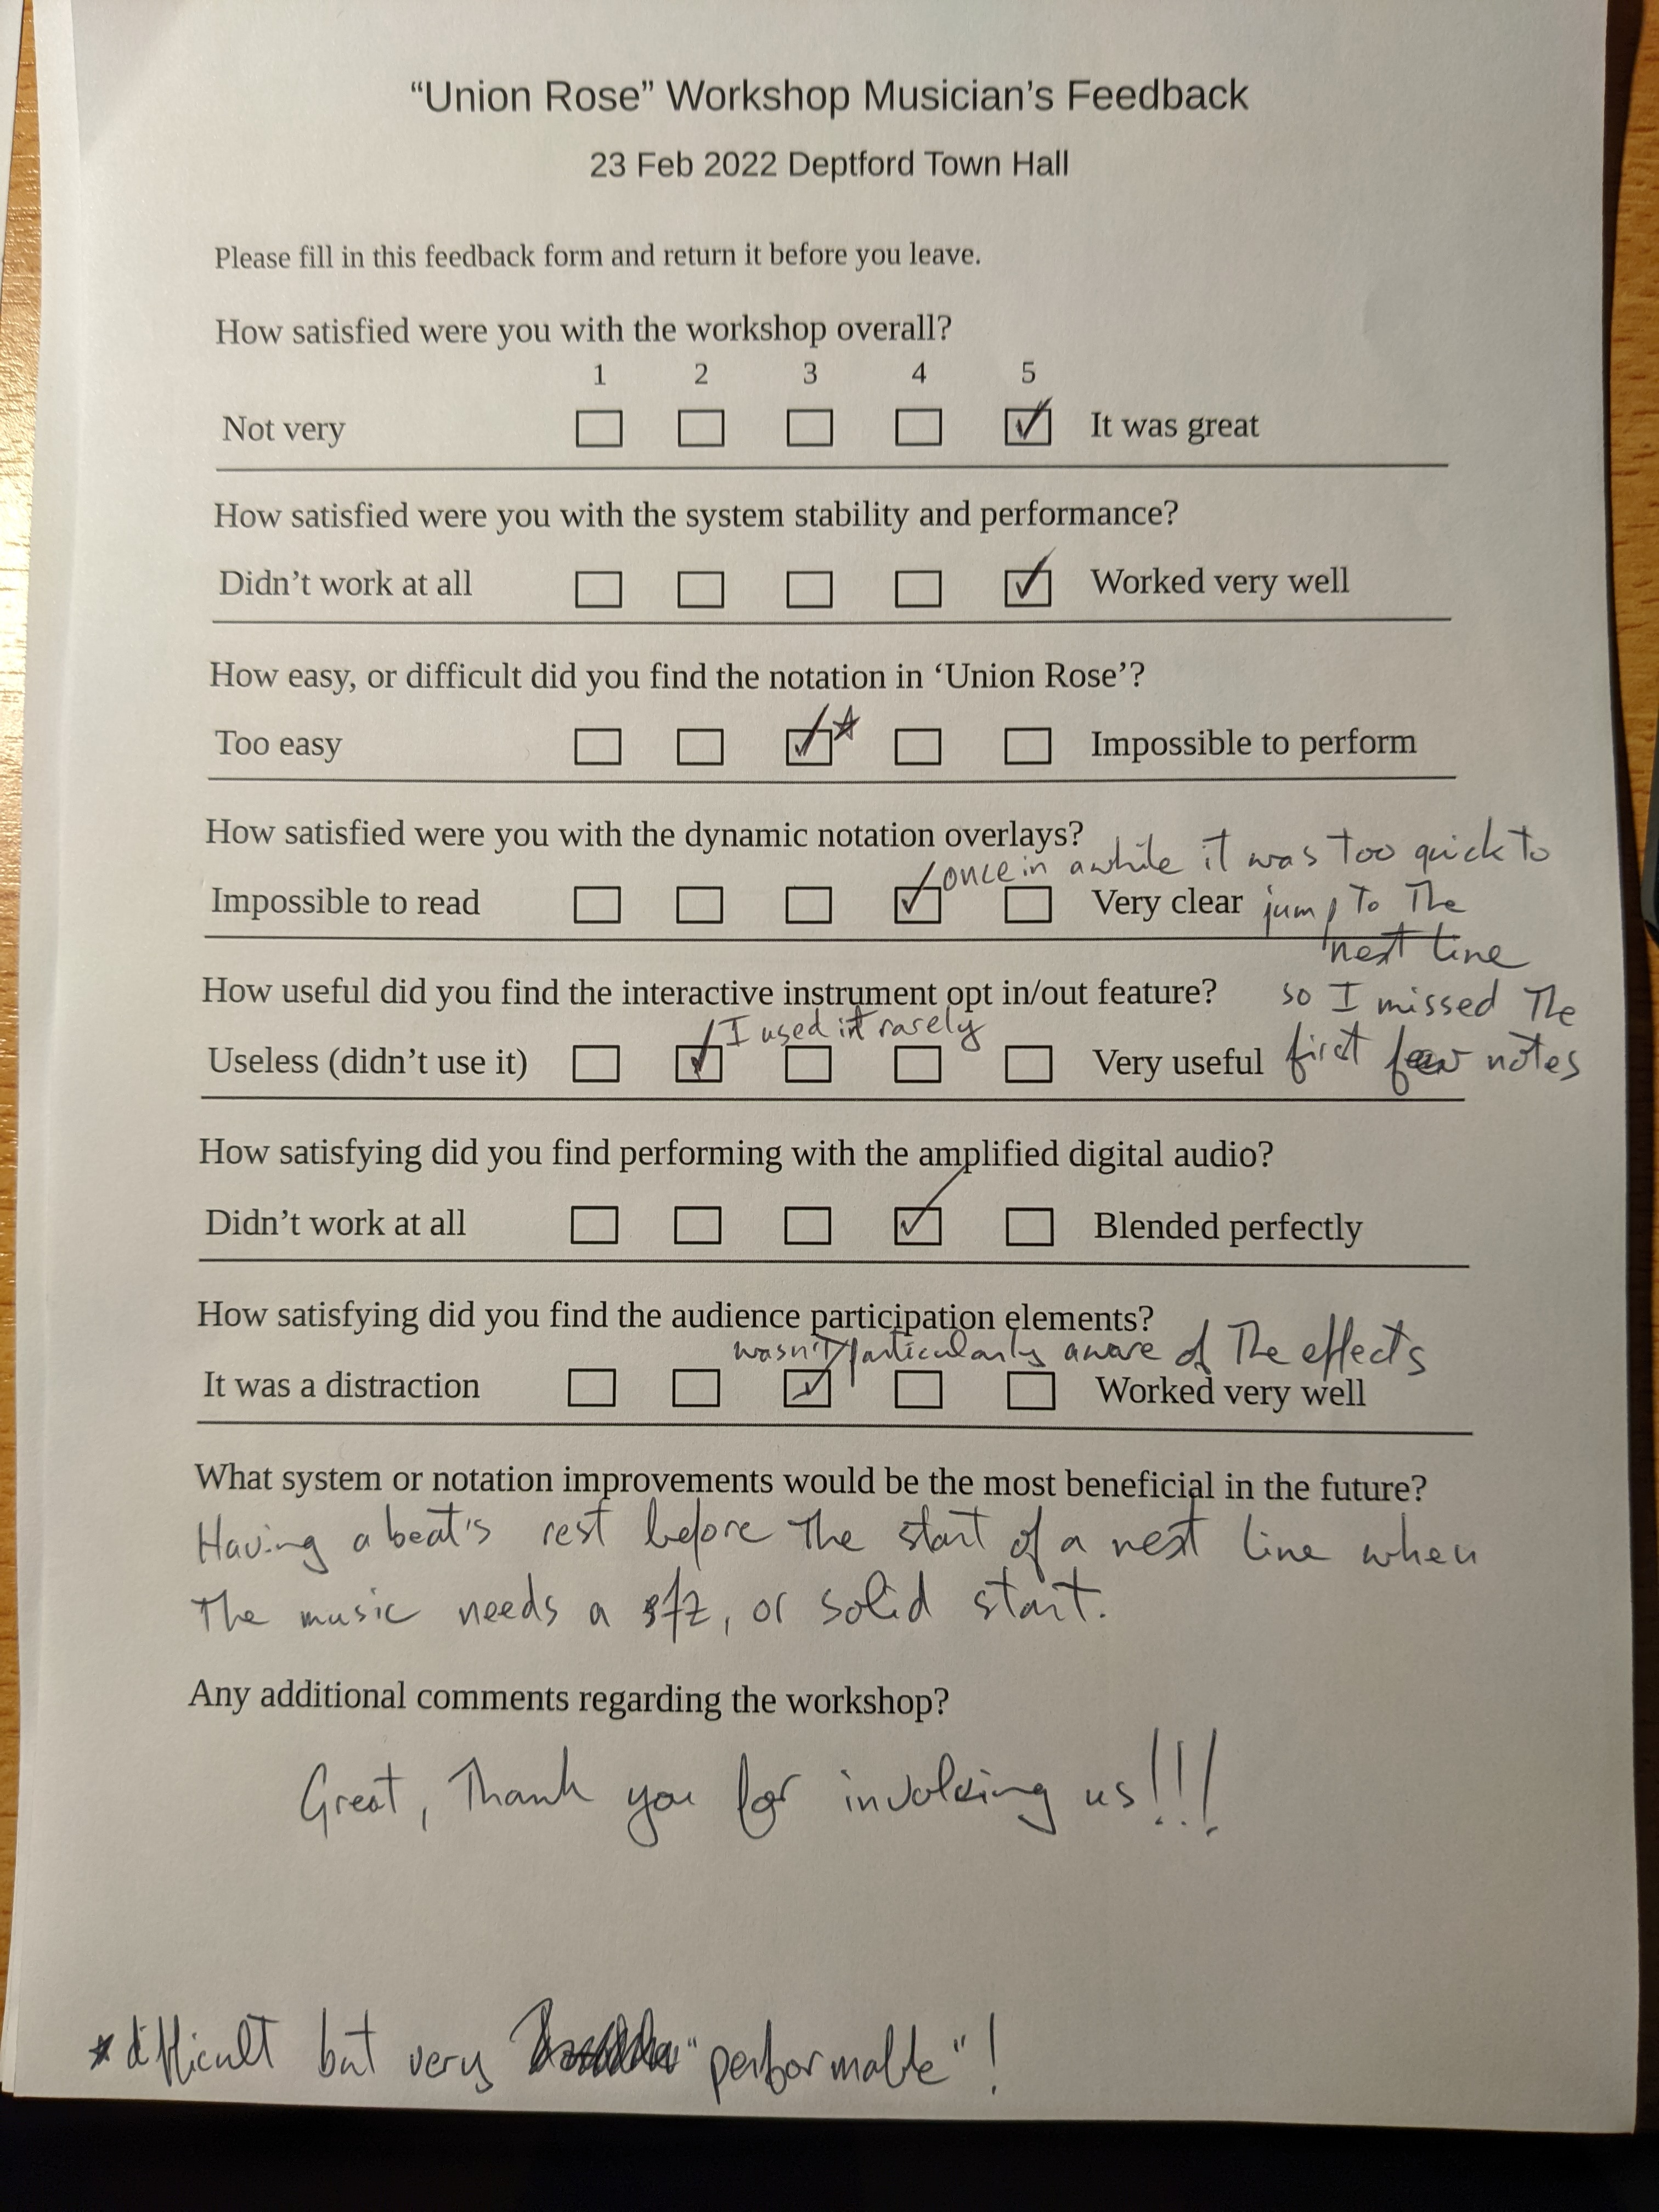 “Union Rose” Workshop Musician’s Feedback
23 Feb 2022 Deptford Town Hall
Please fill in this feedback form and return it before you leave.
How satisfied were you with the workshop overall?
1 2 3 4 5
Not very ☐ ☐ ☐ ☐ ☑ It was great
How satisfied were you with the system stability and performance?
Didn’t work at all ☐ ☐ ☐ ☐ ☑ Worked very well
How easy, or difficult did you find the notation in ‘Union Rose’?
Too easy ☐ ☐ ☑* ☐ ☐ Impossible to perform
How satisfied were you with the dynamic notation overlays?
Impossible to read ☐ ☐ ☐ ☑ ☐ Very clear
once in awhile it was too quick to
jump to the
next line
so I missed the
first few notes
How useful did you find the interactive instrument opt in/out feature?
I used it rarely
Useless (didn’t use it) ☐ ☑ ☐ ☐ ☐ Very useful
How satisfying did you find performing with the amplified digital audio?
Didn’t work at all ☐ ☐ ☐ ☑ ☐ Blended perfectly
How satisfying did you find the audience participation elements?
wasn't particularly aware of the effects
It was a distraction ☐ ☐ ☑ ☐ ☐ Worked very well
What system or notation improvements would be the most beneficial in the future?
Having a beat's rest before the start of a next line when
the music needs a sfz, or solid start.
Any additional comments regarding the workshop?
Great, Thank you for involving us!!!
* difficult but very "performable"!